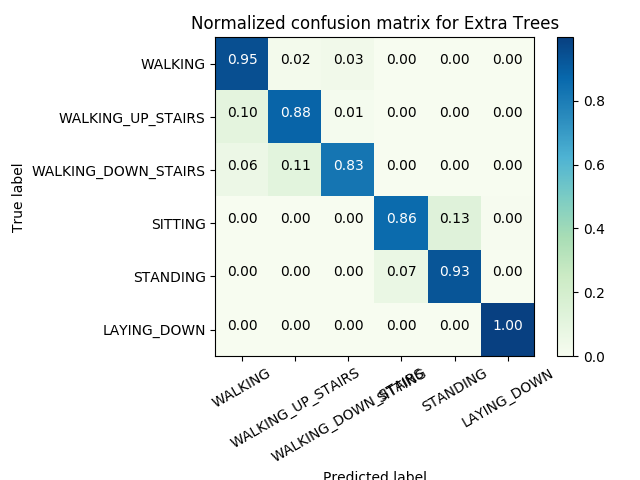 Normalized confusion matrix for Extra Trees
True label
WALKING 0.95 0.02 0.03 0.00 0.00 0.00
WALKING_UP_STAIRS 0.10 0.88 0.01 0.00 0.00 0.00
WALKING_DOWN_STAIRS 0.06 0.11 0.83 0.00 0.00 0.00
SITTING 0.00 0.00 0.00 0.86 0.13 0.00
STANDING 0.00 0.00 0.00 0.07 0.93 0.00
LAYING_DOWN 0.00 0.00 0.00 0.00 0.00 1.00
WALKING
WALKING_UP_STAIRS
WALKING_DOWN_STAIRS
SITTING
STANDING
LAYING_DOWN
Predicted label
0.8
0.6
0.4
0.2
0.0